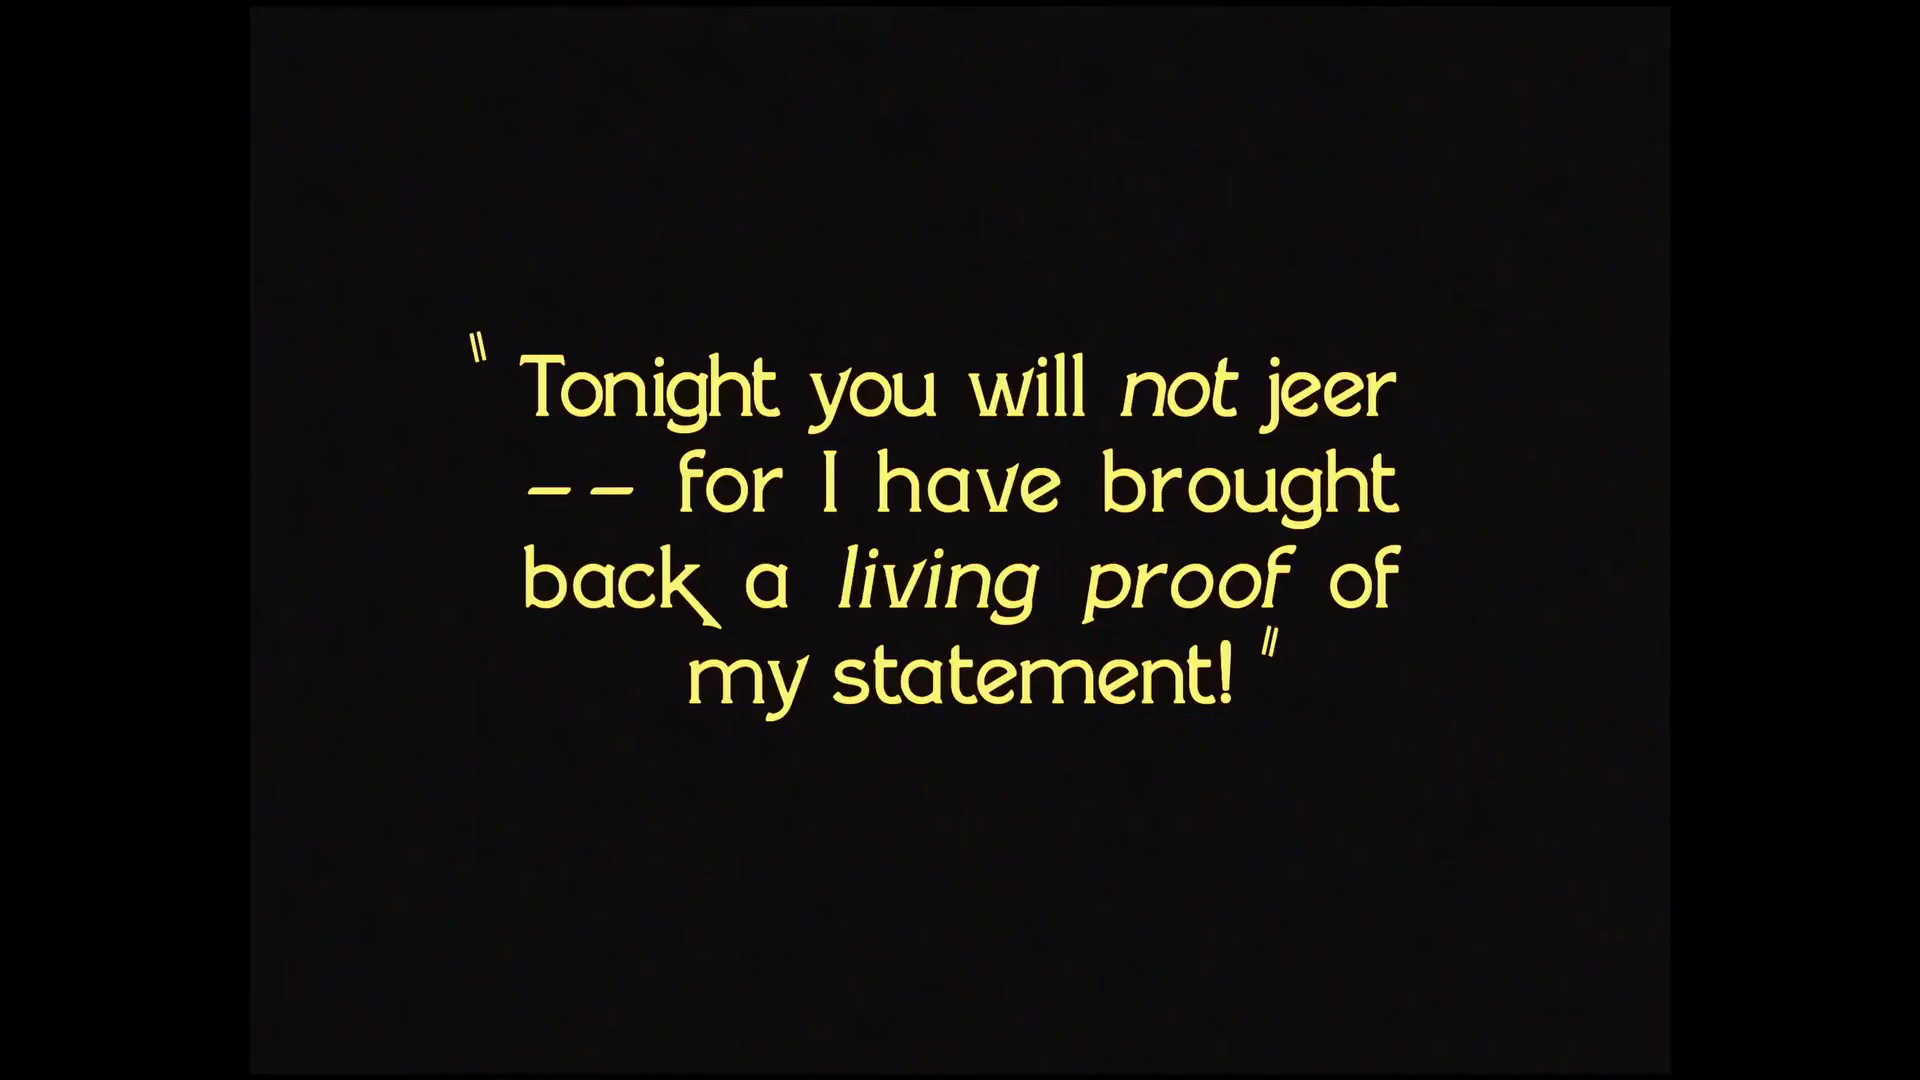 " Tonight you will not jeer
-- for I have brought
back a living proof of
my statement! "